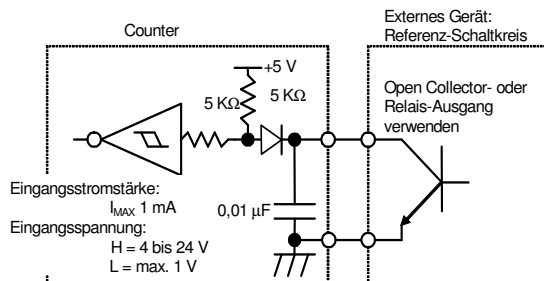 Counter
Externes Gerät:
Referenz-Schaltkreis
+5 V
5 KΩ
5 KΩ
Open Collector- oder
Relais-Ausgang
verwenden
Eingangsstromstärke:
IMAX 1 mA
Eingangsspannung:
H = 4 bis 24 V
L = max. 1 V
0,01 µF